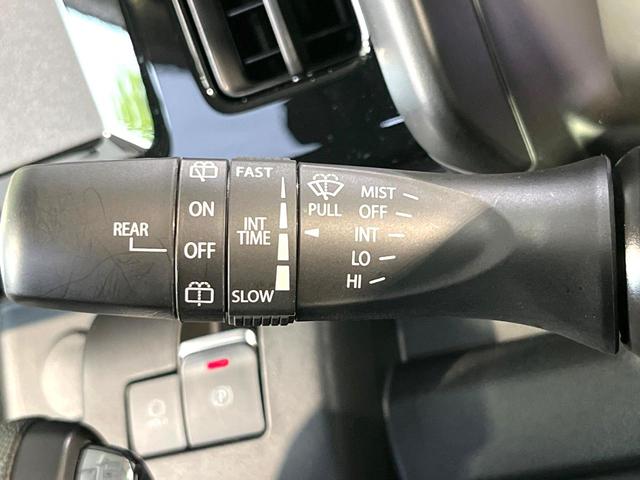 REAR
ON
OFF
FAST
INT
TIME
SLOW
PULL
MIST
OFF
INT
LO
HI